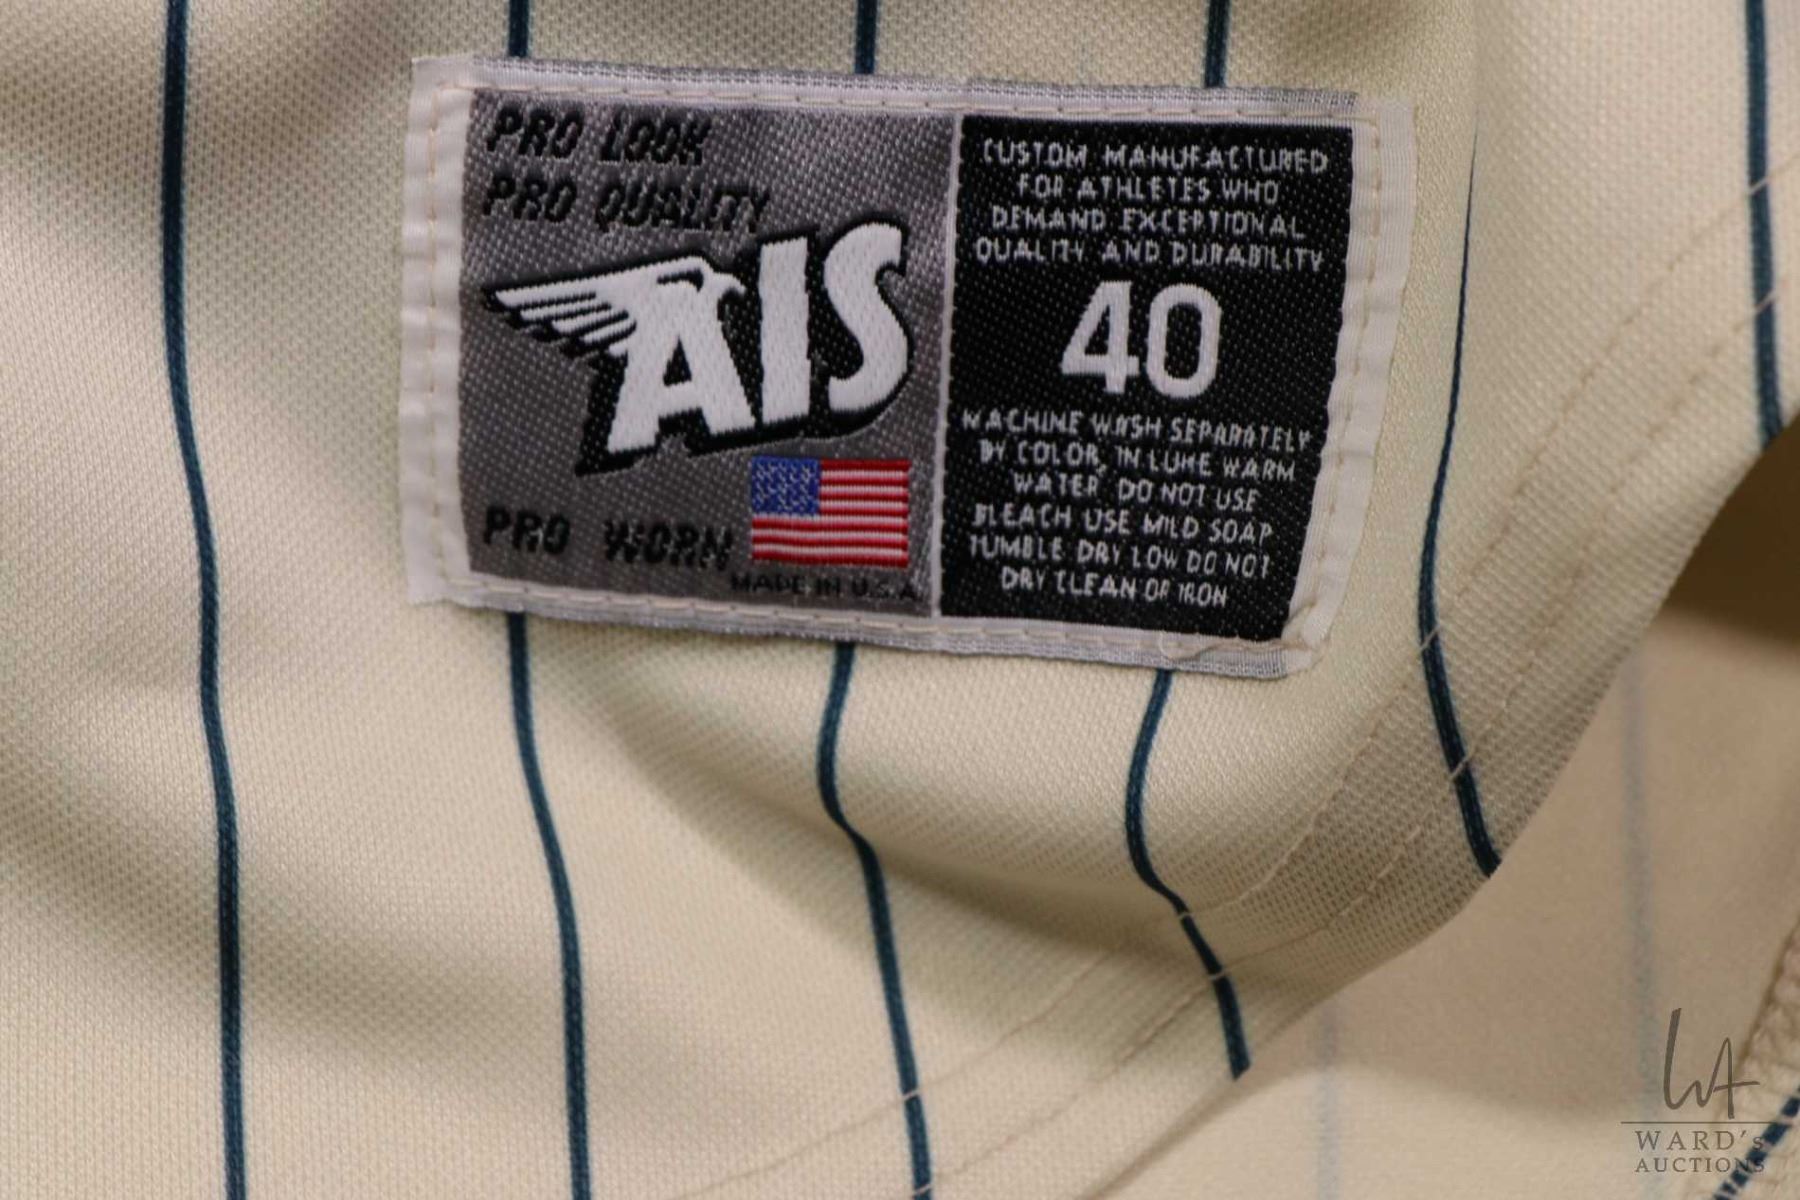 PRO LOOK
PRO QUALITY
AIS
PRO WORN
MADE IN U.S.A.
CUSTOM MANUFACTURED
FOR ATHLETES WHO
DEMAND EXCEPTIONAL
QUALITY AND DURABILITY
40
MACHINE WASH SEPARATELY
BY COLOR, IN LUKE WARM
WATER, DO NOT USE
BLEACH USE MILD SOAP
TUMBLE DRY LOW DO NOT
DRY CLEAN OR IRON
WA
WARD's
AUCTIONS